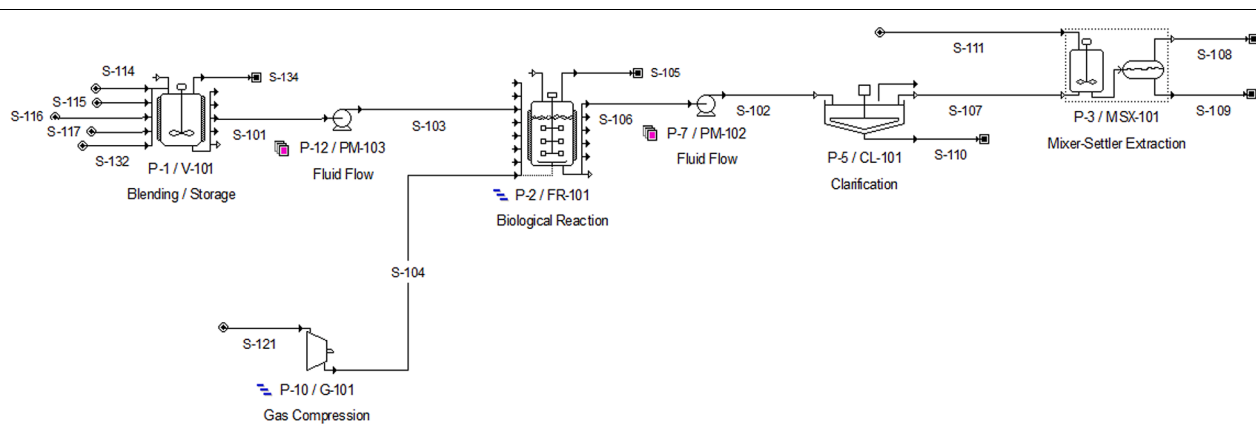 S-114
S-134
S-115
S-116
S-117
S-132
S-101
P-1 / V-101
Blending / Storage
P-12 / PM-103
Fluid Flow
S-103
S-105
S-106
P-2 / FR-101
Biological Reaction
S-104
S-121
P-10 / G-101
Gas Compression
P-7 / PM-102
Fluid Flow
S-102
P-5 / CL-101
Clarification
S-107
S-110
S-111
S-108
S-109
P-3 / MSX-101
Mixer-Settler Extraction